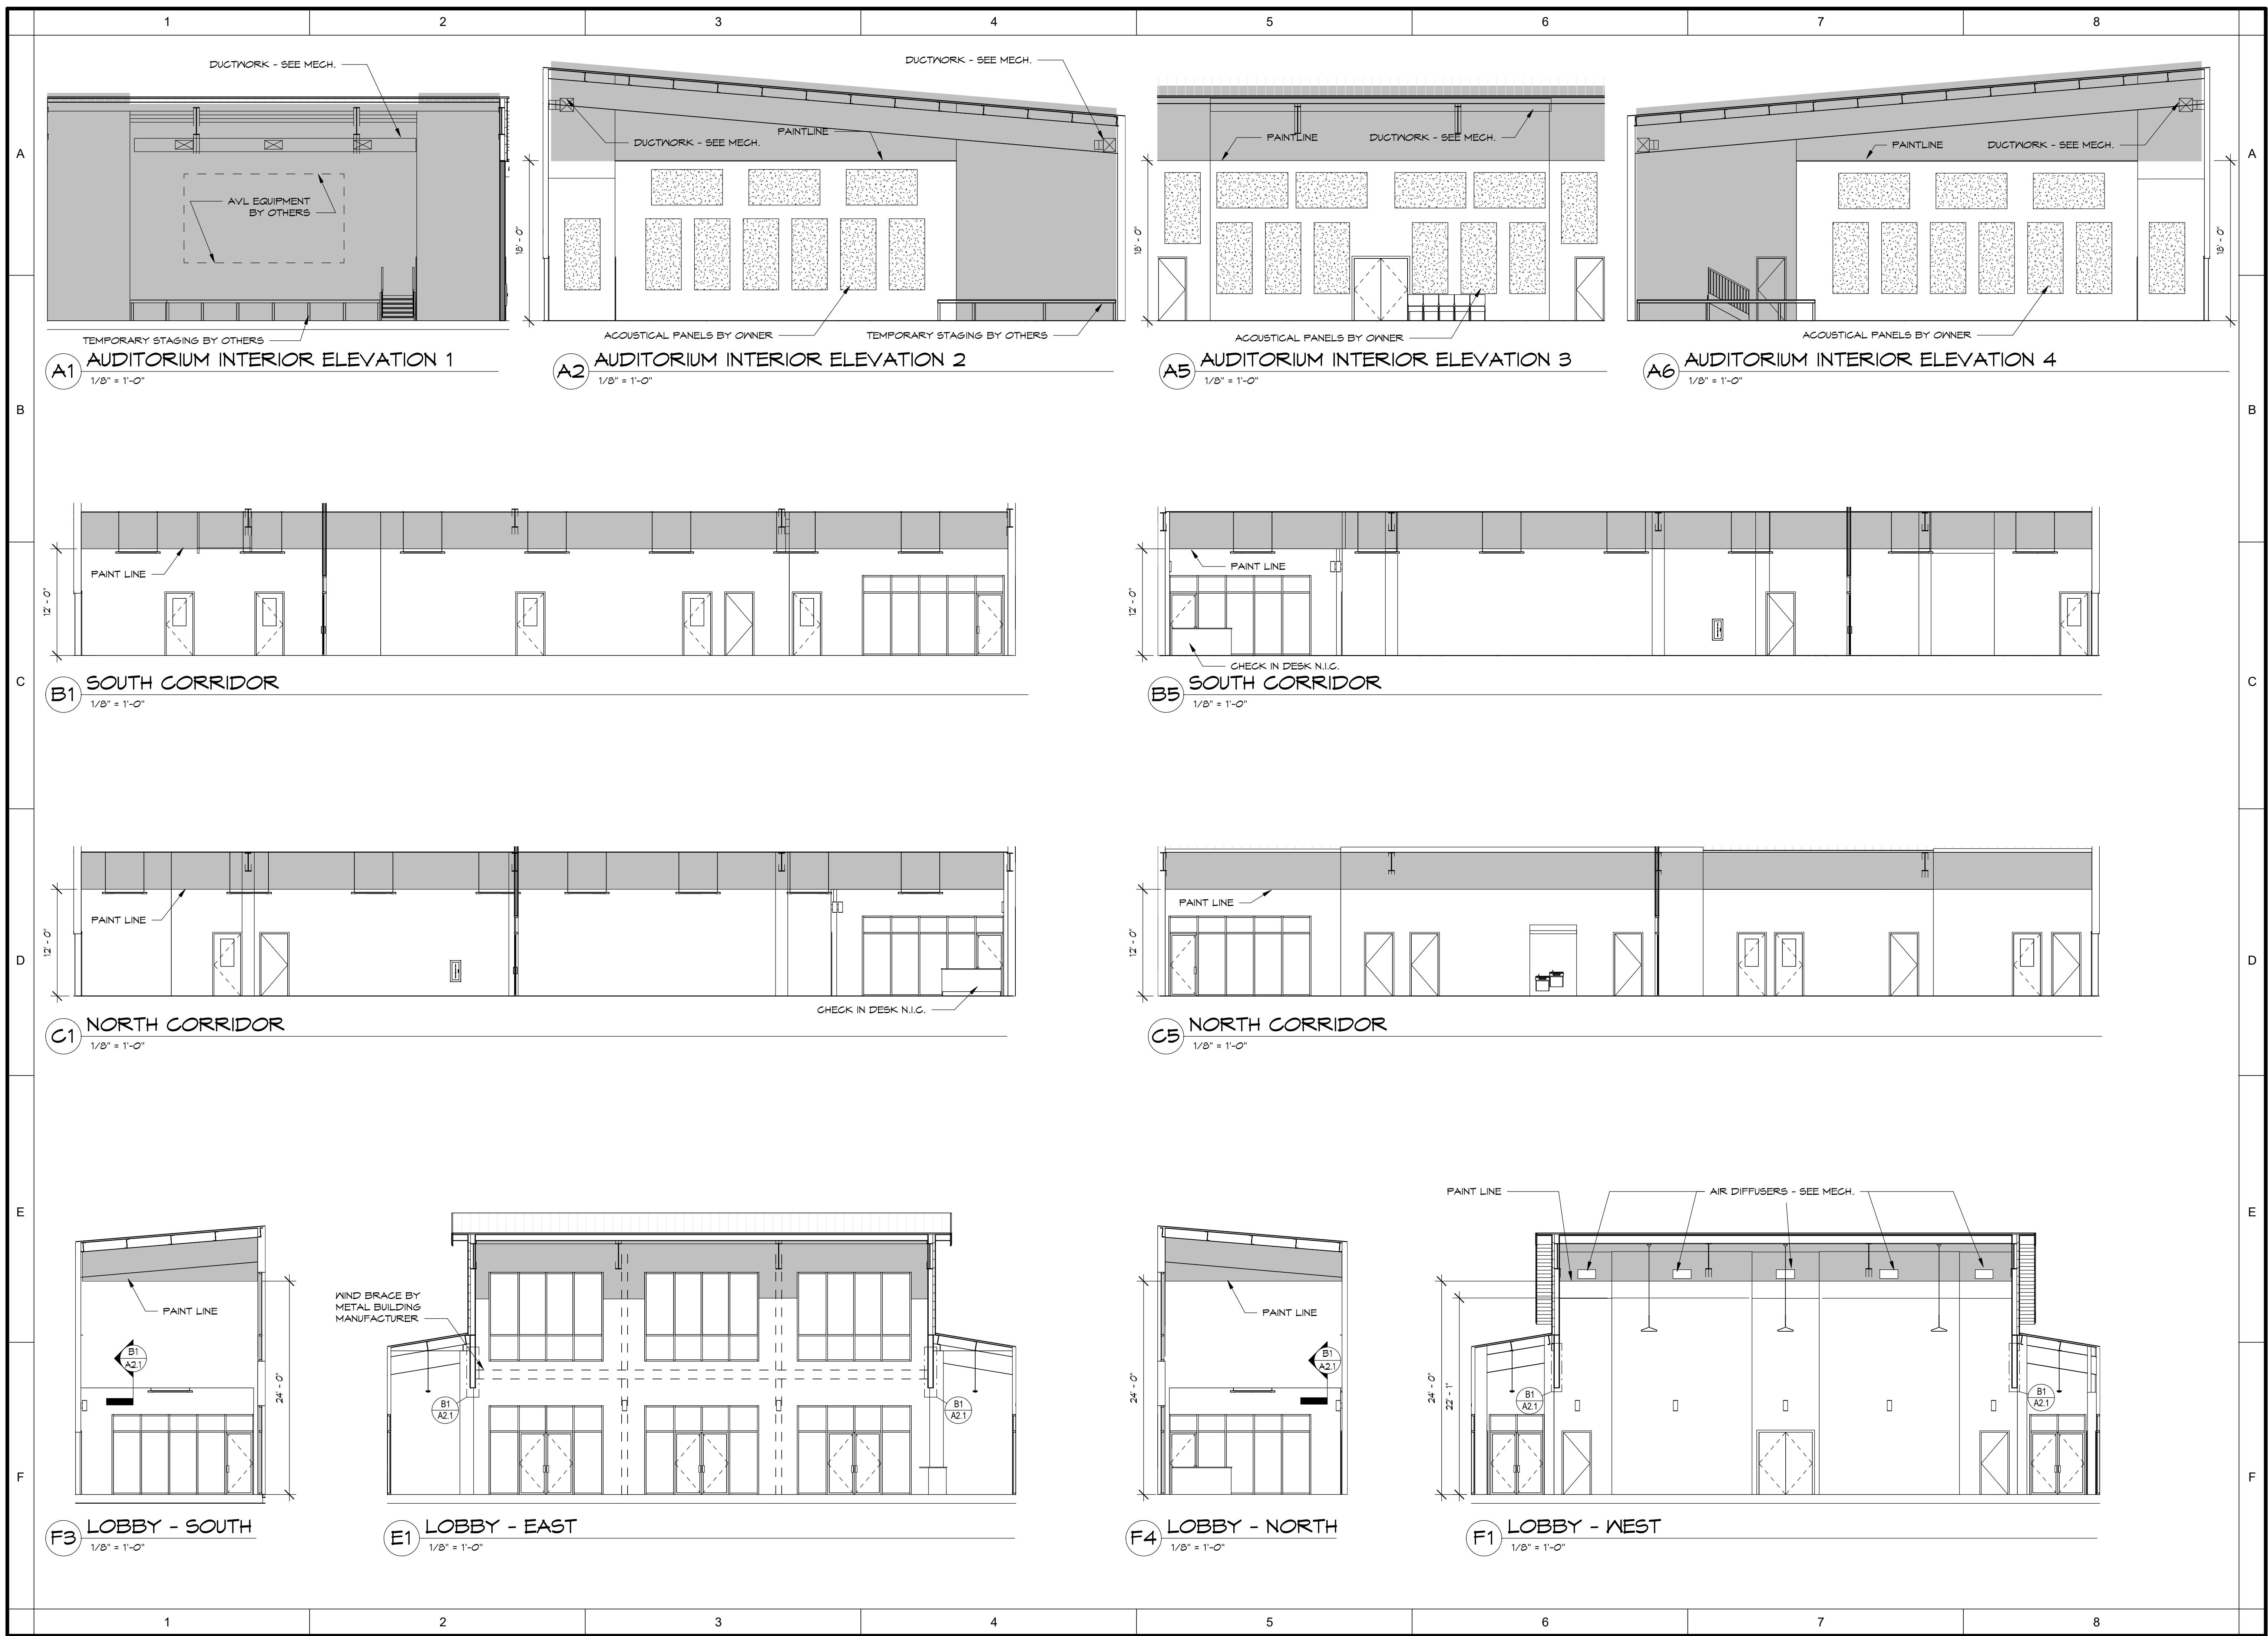 1 2 3 4 5 6 7 8
A
B
C
D
E
F
DUCTWORK - SEE MECH.
AVL EQUIPMENT
BY OTHERS
TEMPORARY STAGING BY OTHERS
A1 AUDITORIUM INTERIOR ELEVATION 1
1/8" = 1'-0"
DUCTWORK - SEE MECH.
DUCTWORK - SEE MECH.
PAINTLINE
18' - 0"
ACOUSTICAL PANELS BY OWNER
TEMPORARY STAGING BY OTHERS
A2 AUDITORIUM INTERIOR ELEVATION 2
1/8" = 1'-0"
PAINTLINE
DUCTWORK - SEE MECH.
18' - 0"
ACOUSTICAL PANELS BY OWNER
A5 AUDITORIUM INTERIOR ELEVATION 3
1/8" = 1'-0"
PAINTLINE
DUCTWORK - SEE MECH.
18' - 0"
ACOUSTICAL PANELS BY OWNER
A6 AUDITORIUM INTERIOR ELEVATION 4
1/8" = 1'-0"
PAINT LINE
12' - 0"
B1 SOUTH CORRIDOR
1/8" = 1'-0"
PAINT LINE
12' - 0"
CHECK IN DESK N.I.C.
B5 SOUTH CORRIDOR
1/8" = 1'-0"
PAINT LINE
12' - 0"
CHECK IN DESK N.I.C.
C1 NORTH CORRIDOR
1/8" = 1'-0"
PAINT LINE
12' - 0"
C5 NORTH CORRIDOR
1/8" = 1'-0"
PAINT LINE
B1
A2.1
24' - 0"
F3 LOBBY - SOUTH
1/8" = 1'-0"
WIND BRACE BY
METAL BUILDING
MANUFACTURER
B1
A2.1
B1
A2.1
E1 LOBBY - EAST
1/8" = 1'-0"
PAINT LINE
B1
A2.1
24' - 0"
F4 LOBBY - NORTH
1/8" = 1'-0"
PAINT LINE
AIR DIFFUSERS - SEE MECH.
24' - 0"
22' - 1"
B1
A2.1
B1
A2.1
F1 LOBBY - WEST
1/8" = 1'-0"
A
B
C
D
E
F
1 2 3 4 5 6 7 8